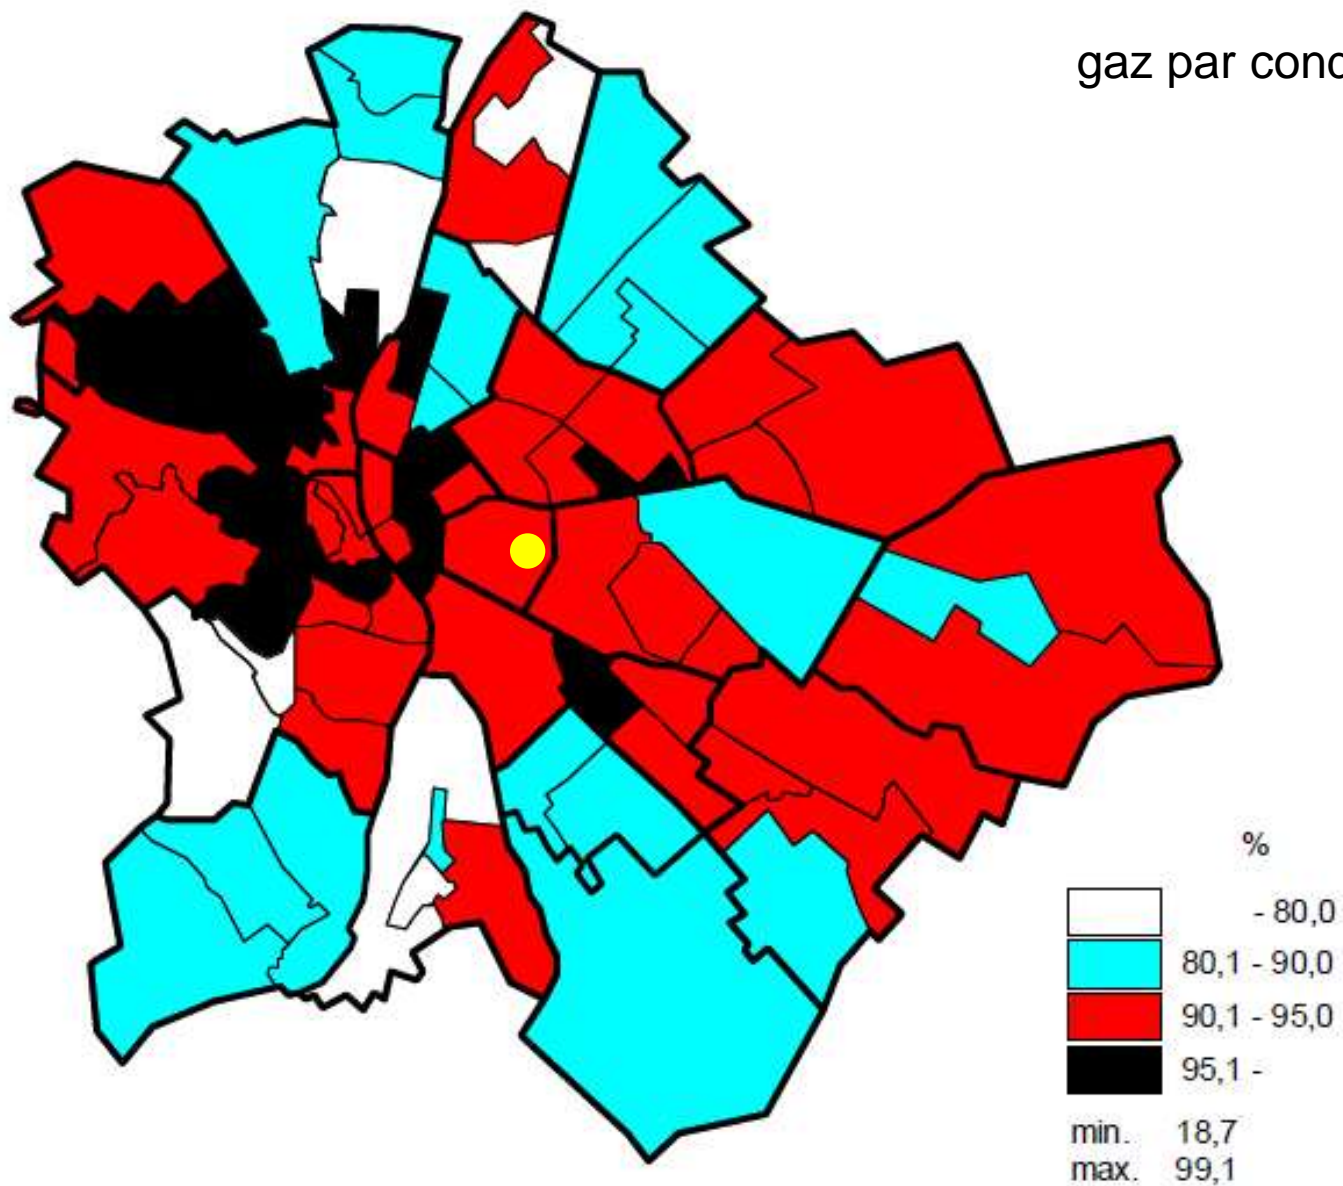 gaz par
%
- 80,0
80,1 - 90,0
90,1 - 95,0
95,1 -
min. 18,7
max. 99,1